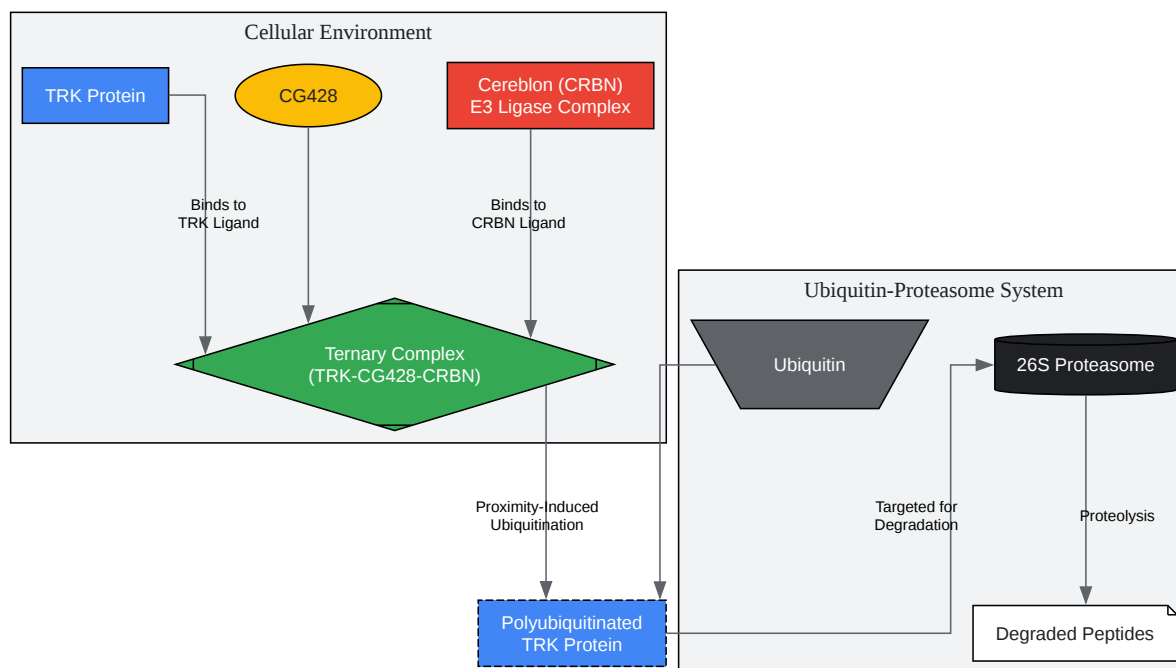 Cellular Environment
TRK Protein
CG428
Cereblon (CRBN)
E3 Ligase Complex
Binds to
TRK Ligand
Binds to
CRBN Ligand
Ternary Complex
(TRK-CG428-CRBN)
Ubiquitin-Proteasome System
Ubiquitin
26S Proteasome
Proximity-Induced
Ubiquitination
Targeted for
Degradation
Proteolysis
Polyubiquitinated
TRK Protein
Degraded Peptides